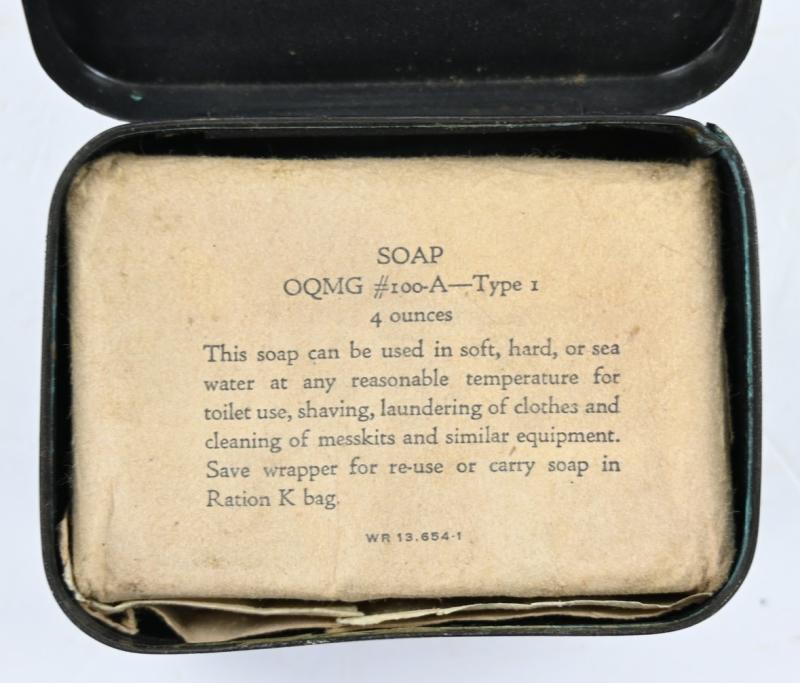 SOAP
OQMG #100-A—Type 1
4 ounces
This soap can be used in soft, hard, or sea
water at any reasonable temperature for
toilet use, shaving, laundering of clothes and
cleaning of messkits and similar equipment.
Save wrapper for re-use or carry soap in
Ration K bag.
WR 13.654-1